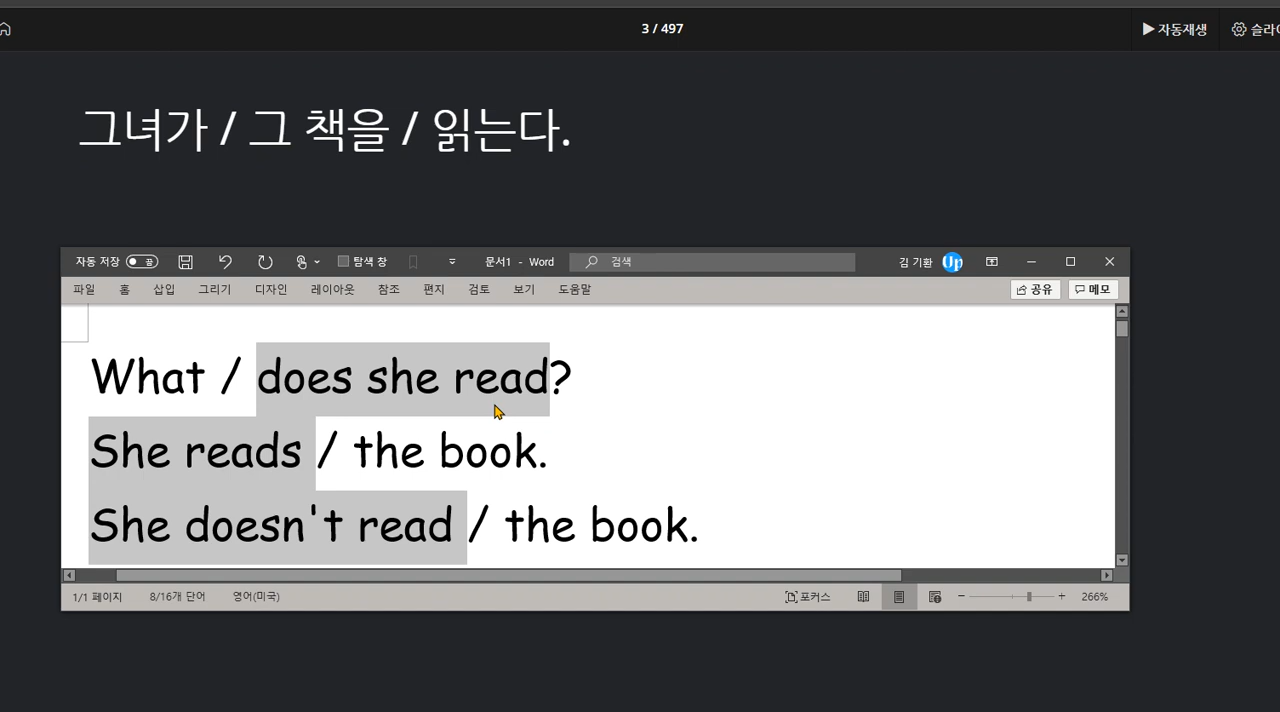 3 / 497
자동재생
그녀가 / 그 책을 / 읽는다.
자동 저장 끔 탐색 창 문서1 - Word 검색 김 기환 Up
파일 홈 삽입 그리기 디자인 레이아웃 참조 편지 검토 보기 도움말 공유 메모
What / does she read?
She reads / the book.
She doesn't read / the book.
1/1 페이지 8/16개 단어 영어(미국) 포커스 266%